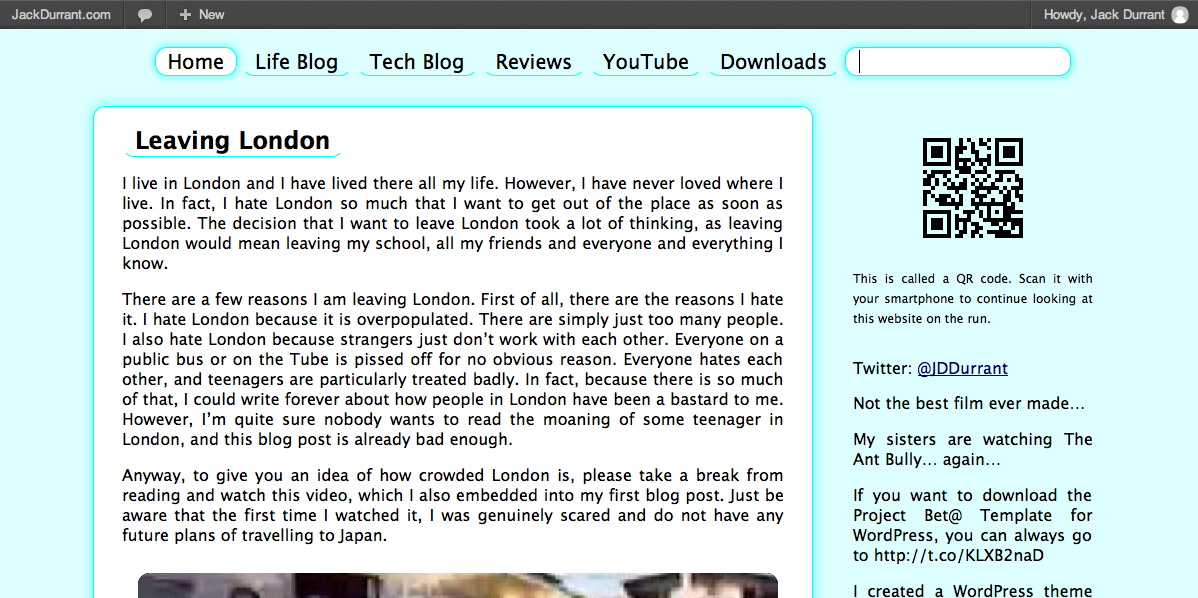 JackDurrant.com
New
Howdy, Jack Durrant
Home
Life Blog
Tech Blog
Reviews
YouTube
Downloads
Leaving London
I live in London and I have lived there all my life. However, I have never loved where I
live. In fact, I hate London so much that I want to get out of the place as soon as
possible. The decision that I want to leave London took a lot of thinking, as leaving
London would mean leaving my school, all my friends and everyone and everything I
know.
There are a few reasons I am leaving London. First of all, there are the reasons I hate
it. I hate London because it is overpopulated. There are simply just too many people.
I also hate London because strangers just don’t work with each other. Everyone on a
public bus or on the Tube is pissed off for no obvious reason. Everyone hates each
other, and teenagers are particularly treated badly. In fact, because there is so much
of that, I could write forever about how people in London have been a bastard to me.
However, I’m quite sure nobody wants to read the moaning of some teenager in
London, and this blog post is already bad enough.
Anyway, to give you an idea of how crowded London is, please take a break from
reading and watch this video, which I also embedded into my first blog post. Just be
aware that the first time I watched it, I was genuinely scared and do not have any
future plans of travelling to Japan.
This is called a QR code. Scan it with
your smartphone to continue looking at
this website on the run.
Twitter: @JDDurrant
Not the best film ever made…
My sisters are watching The
Ant Bully… again…
If you want to download the
Project Bet@ Template for
WordPress, you can always go
to http://t.co/KLXB2naD
I created a WordPress theme